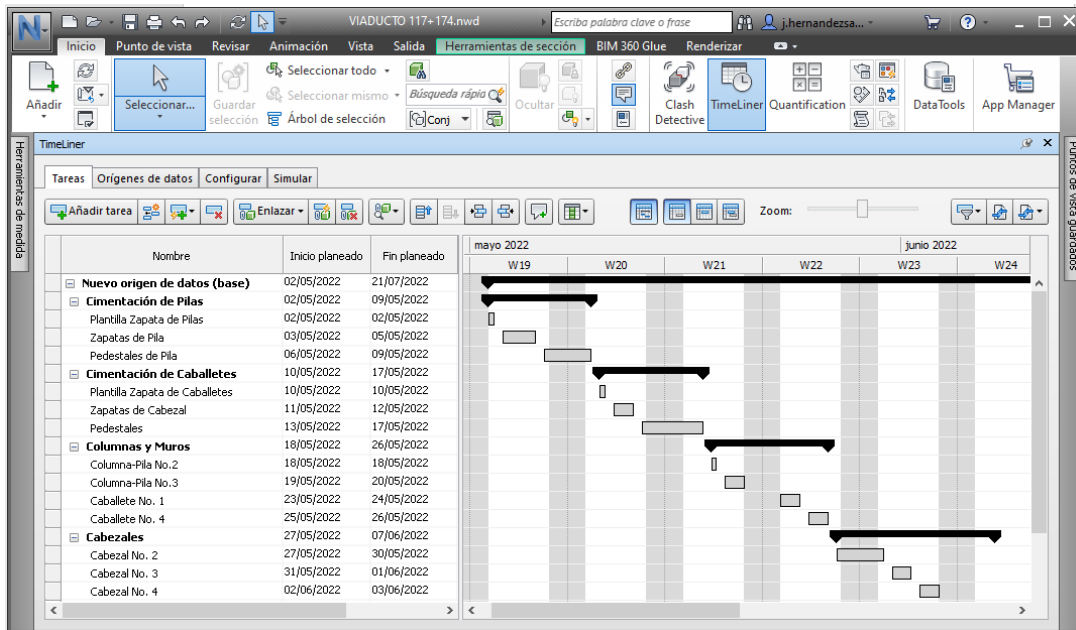 VIADUCTO 117+174.nwd
Escriba palabra clave o frase
j.hernandezsa...
Inicio Punto de vista Revisar Animación Vista Salida Herramientas de sección BIM 360 Glue Renderizar
Añadir
Seleccionar...
Guardar selección
Seleccionar todo
Seleccionar mismo
Árbol de selección
Búsqueda rápid
Conj
Ocultar
Clash Detective
TimeLiner
Quantification
DataTools
App Manager
Herramientas de medida
TimeLiner
Puntos de vista guardados
Tareas Orígenes de datos Configurar Simular
Añadir tarea Enlazar Zoom:
Nombre Inicio planeado Fin planeado mayo 2022 junio 2022
W19 W20 W21 W22 W23 W24
Nuevo origen de datos (base) 02/05/2022 21/07/2022
Cimentación de Pilas 02/05/2022 09/05/2022
Plantilla Zapata de Pilas 02/05/2022 02/05/2022
Zapatas de Pila 03/05/2022 05/05/2022
Pedestales de Pila 06/05/2022 09/05/2022
Cimentación de Caballetes 10/05/2022 17/05/2022
Plantilla Zapata de Caballetes 10/05/2022 10/05/2022
Zapatas de Cabezal 11/05/2022 12/05/2022
Pedestales 13/05/2022 17/05/2022
Columnas y Muros 18/05/2022 26/05/2022
Columna-Pila No.2 18/05/2022 18/05/2022
Columna-Pila No.3 19/05/2022 20/05/2022
Caballete No. 1 23/05/2022 24/05/2022
Caballete No. 4 25/05/2022 26/05/2022
Cabezales 27/05/2022 07/06/2022
Cabezal No. 2 27/05/2022 30/05/2022
Cabezal No. 3 31/05/2022 01/06/2022
Cabezal No. 4 02/06/2022 03/06/2022